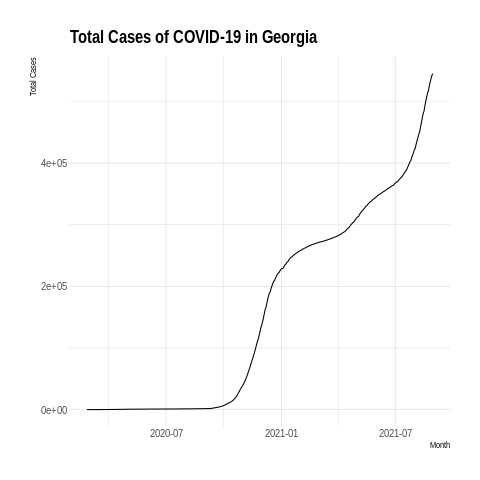 Total Cases of COVID-19 in Georgia
Total Cases
4e+05
2e+05
0e+00
2020-07
2021-01
2021-07
Month